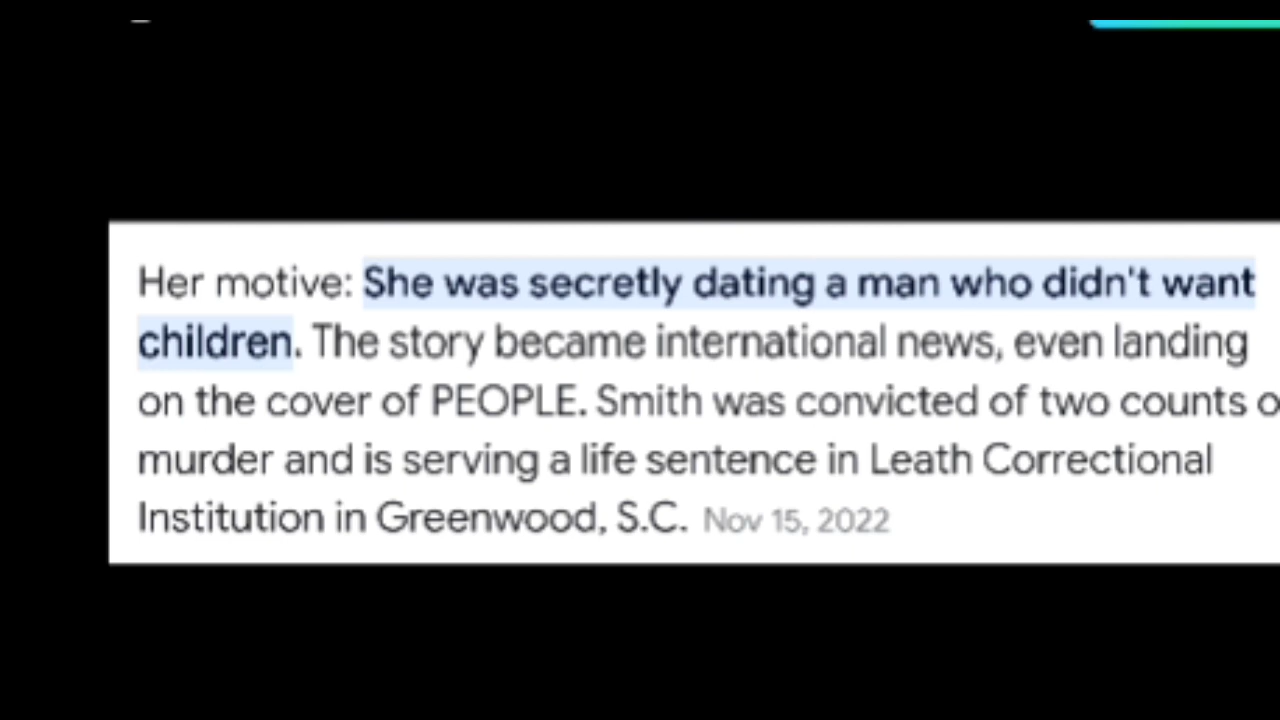 Her motive: She was secretly dating a man who didn't want
children. The story became international news, even landing
on the cover of PEOPLE. Smith was convicted of two counts o
murder and is serving a life sentence in Leath Correctional
Institution in Greenwood, S.C. Nov 15, 2022